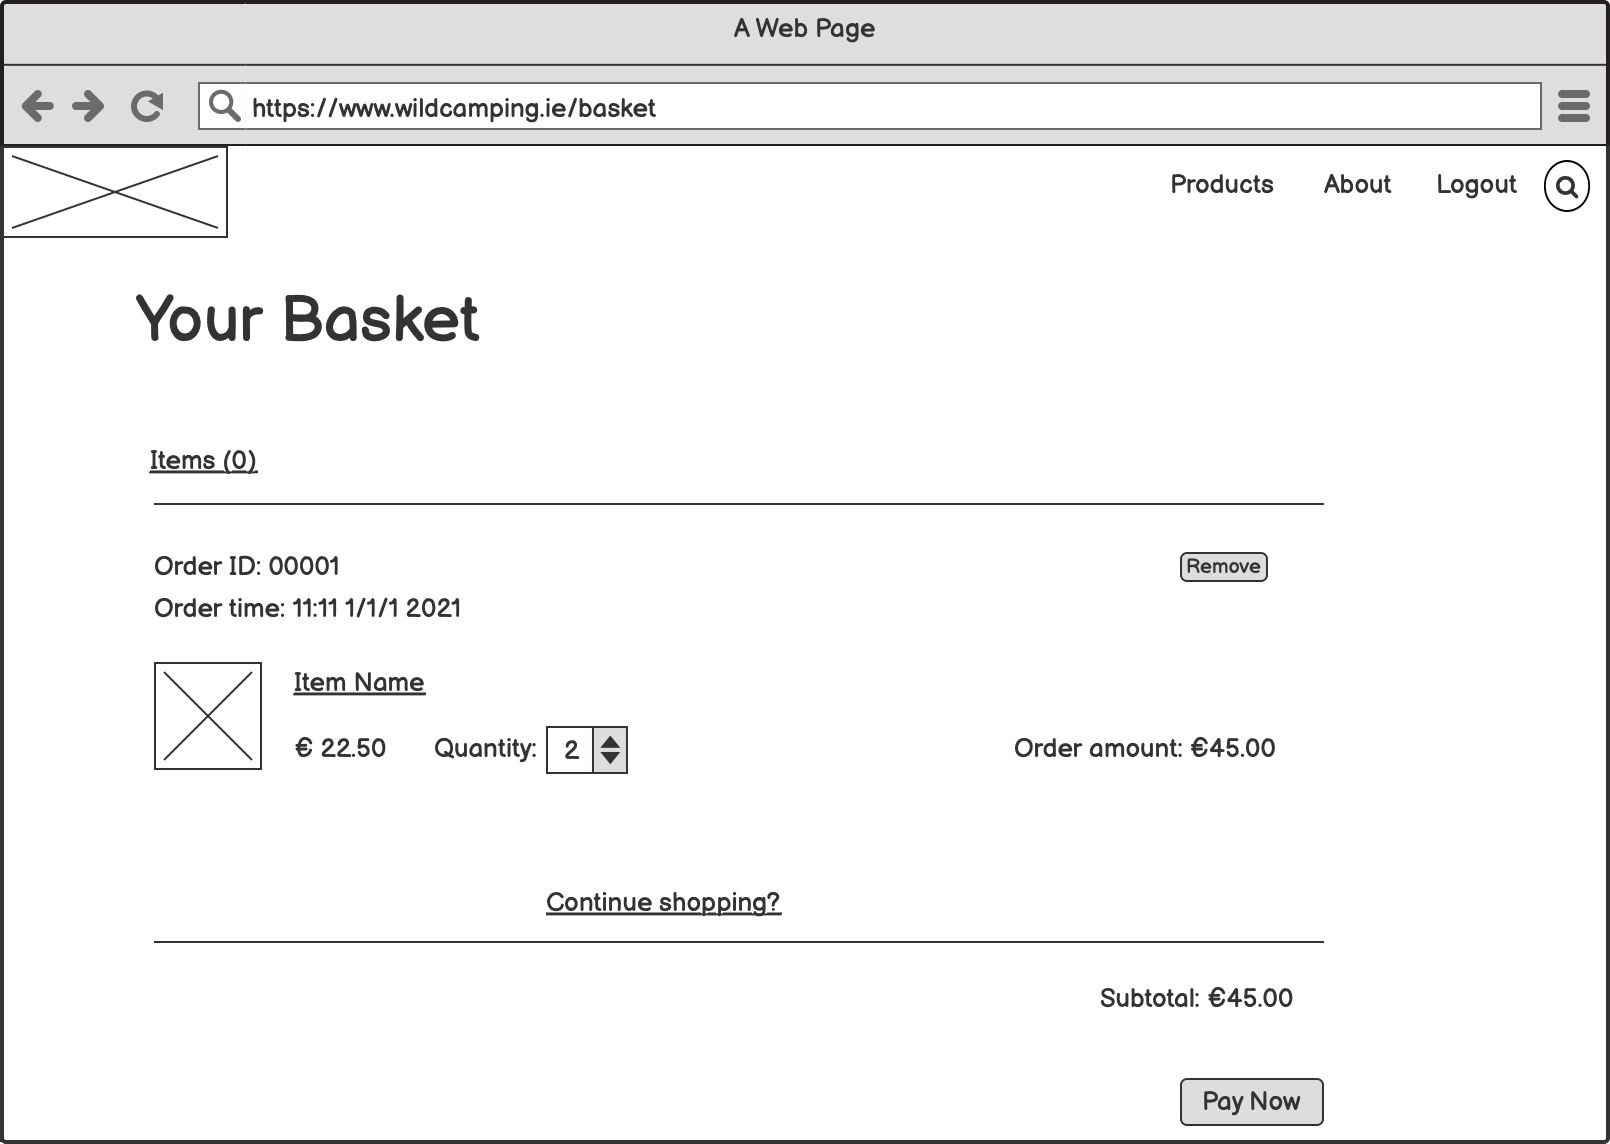 A Web Page
https://www.wildcamping.ie/basket
Products About Logout
Your Basket
Items (0)
Order ID: 00001 Remove
Order time: 11:11 1/1/1 2021
Item Name
€ 22.50 Quantity: 2 Order amount: €45.00
Continue shopping?
Subtotal: €45.00
Pay Now